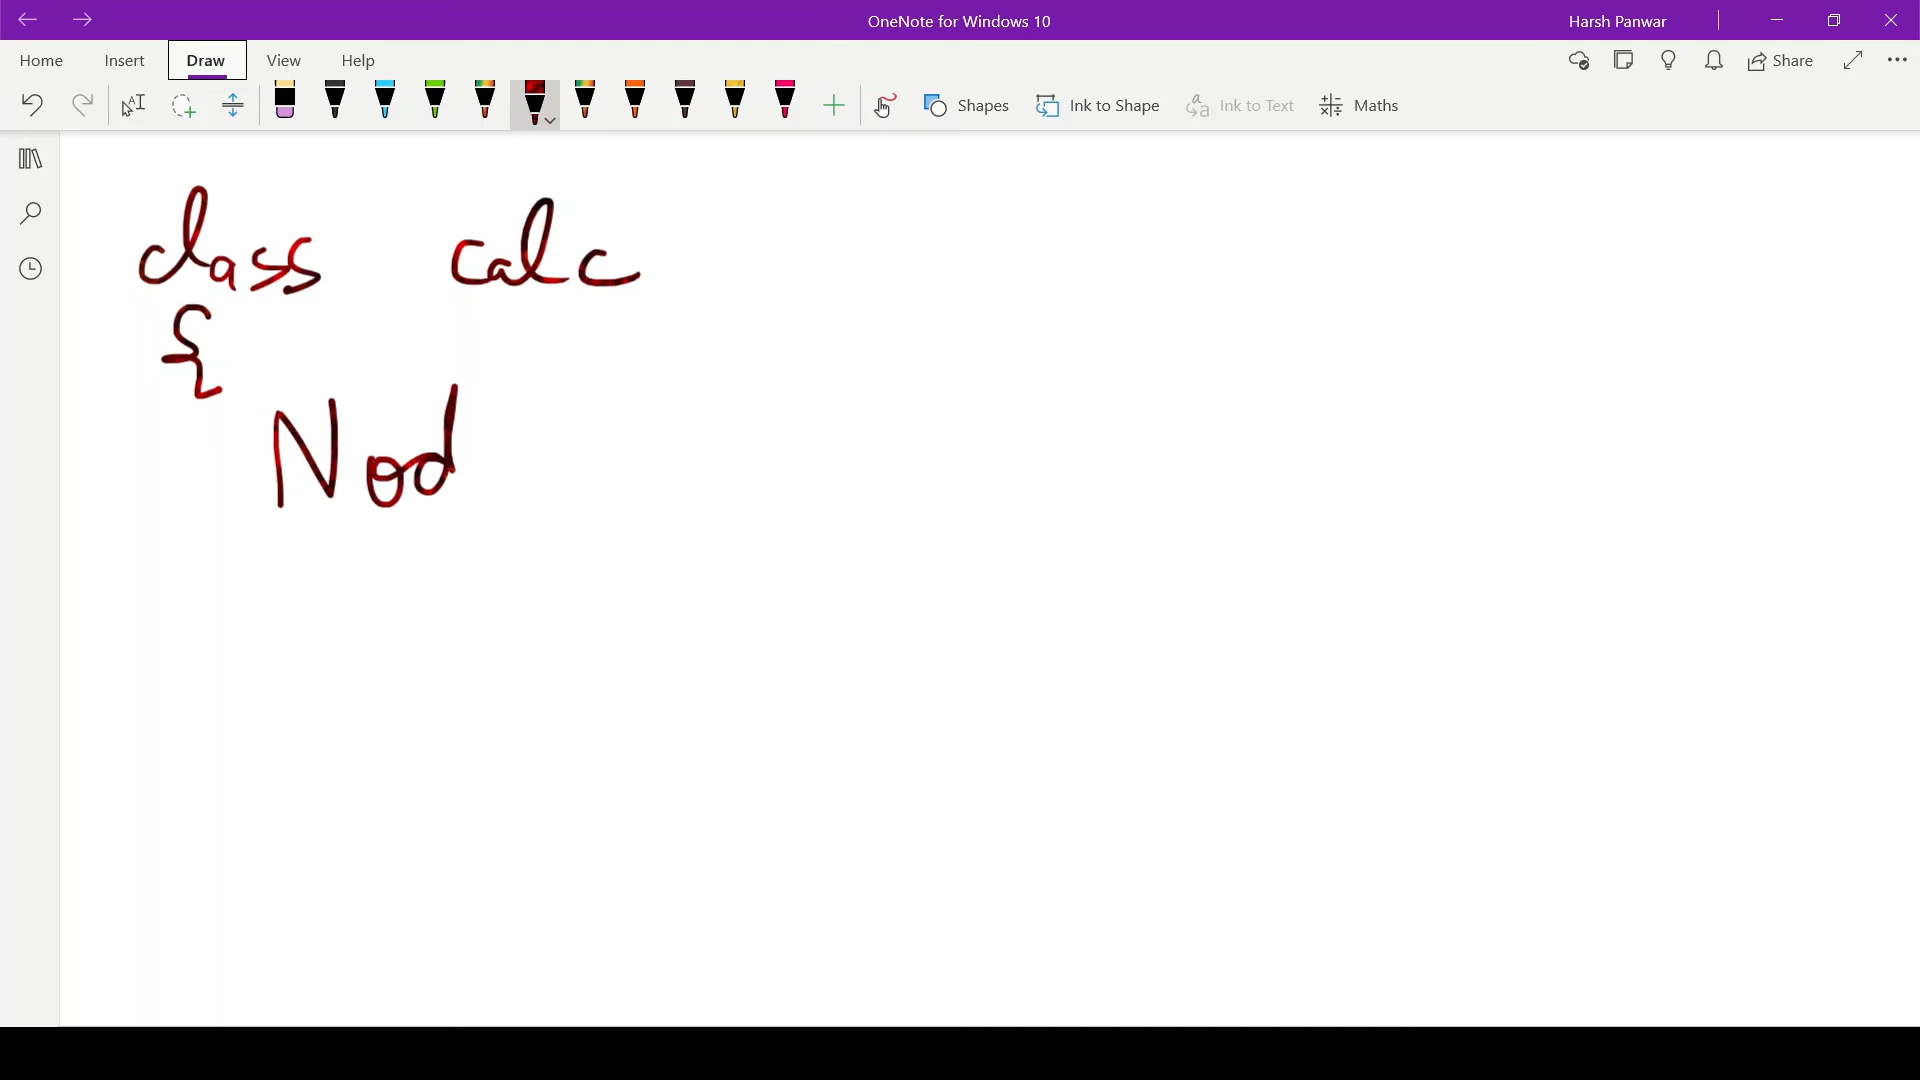 OneNote for Windows 10
Harsh Panwar
Home Insert Draw View Help
Share
Shapes Ink to Shape Ink to Text Maths
class calc
{
Nod